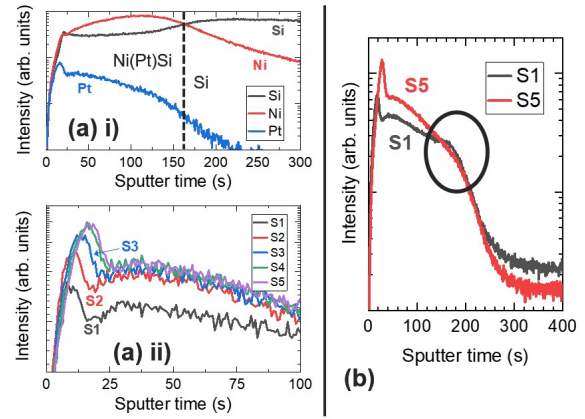 Intensity (arb. units)
Si
Ni(Pt)Si
Si
Ni
Pt
Si
Ni
Pt
(a) i)
0 50 100 150 200 250 300
Sputter time (s)
Intensity (arb. units)
S1
S2
S3
S4
S5
S3
S2
S1
(a) ii)
0 25 50 75 100
Sputter time (s)
Intensity (arb. units)
S1
S5
S5
S1
0 100 200 300 400
Sputter time (s)
(b)